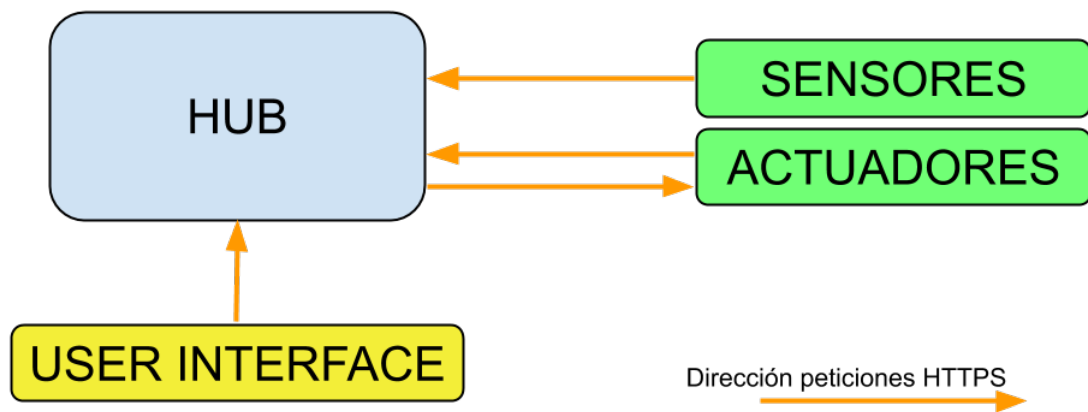 HUB
SENSORES
ACTUADORES
USER INTERFACE
Dirección peticiones HTTPS